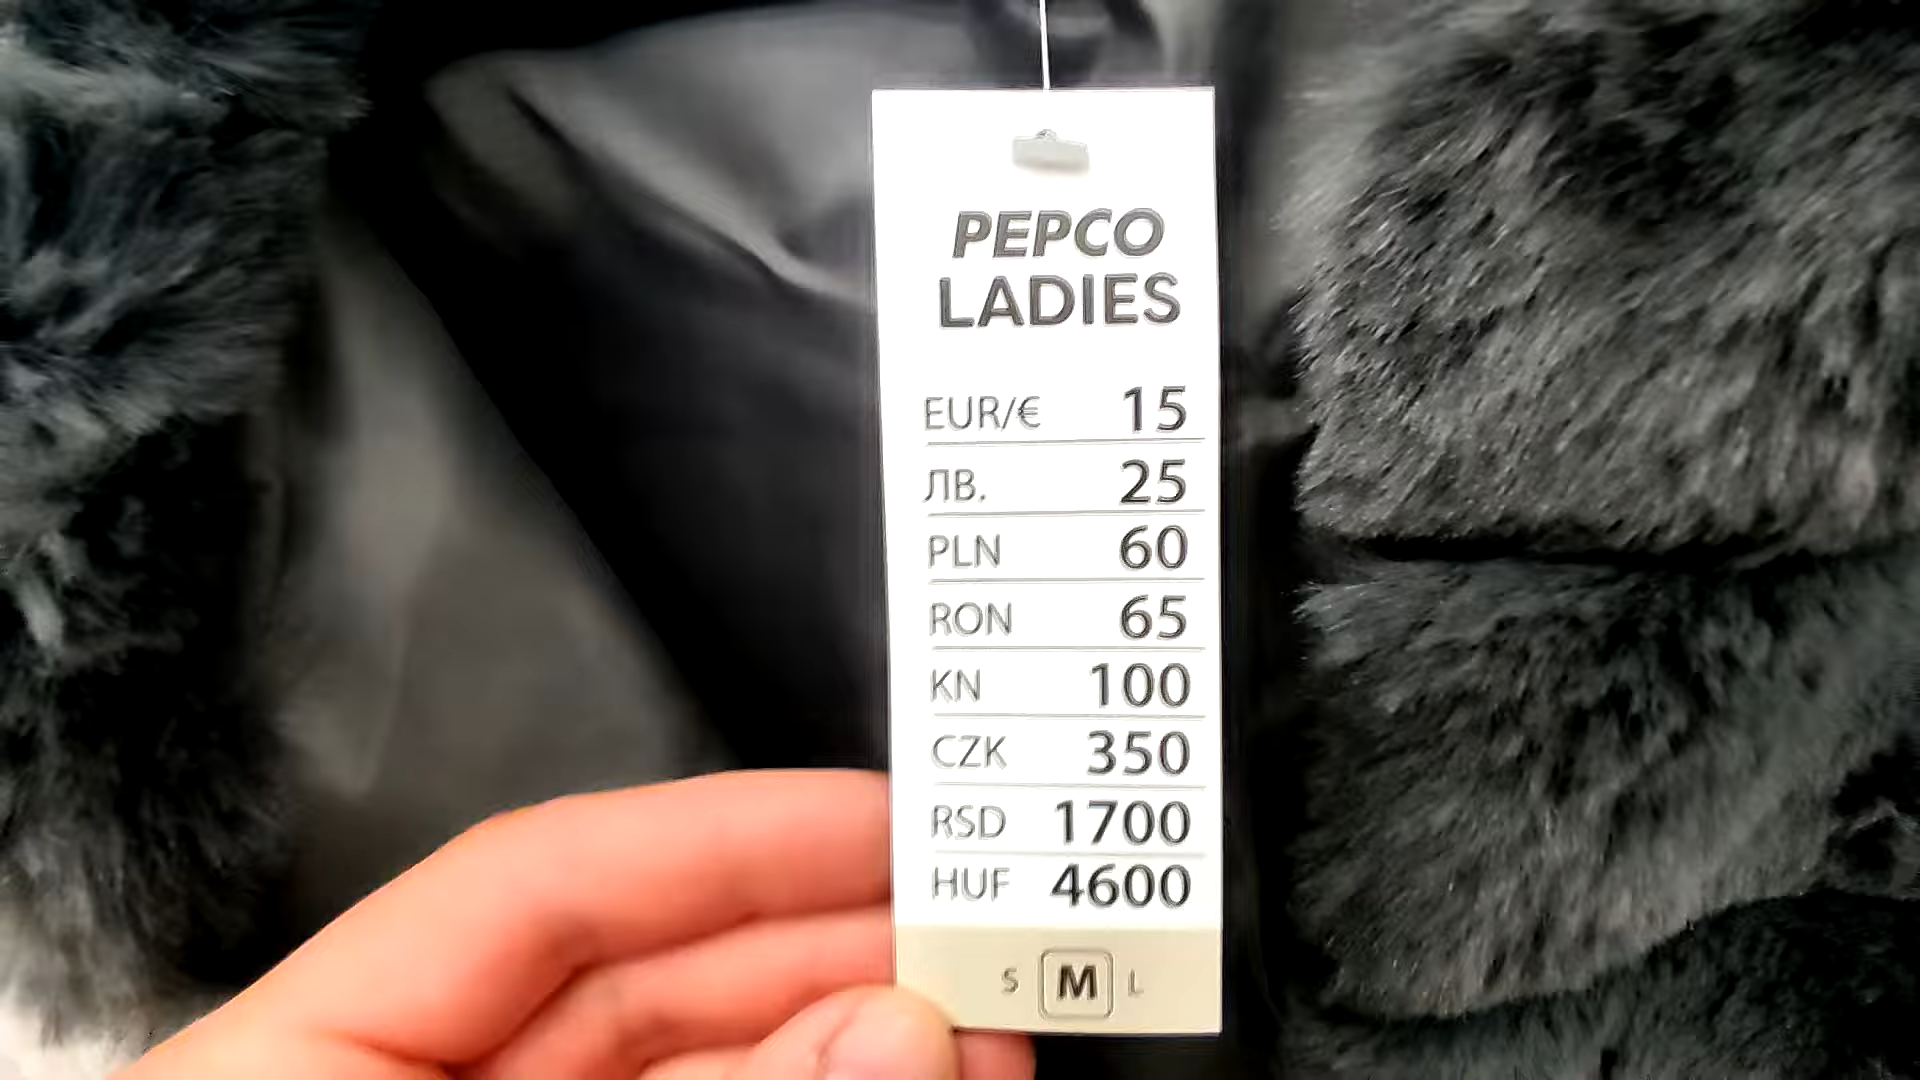 PEPCO
LADIES
EUR/€ 15
ЛВ. 25
PLN 60
RON 65
KN 100
CZK 350
RSD 1700
HUF 4600
S M L